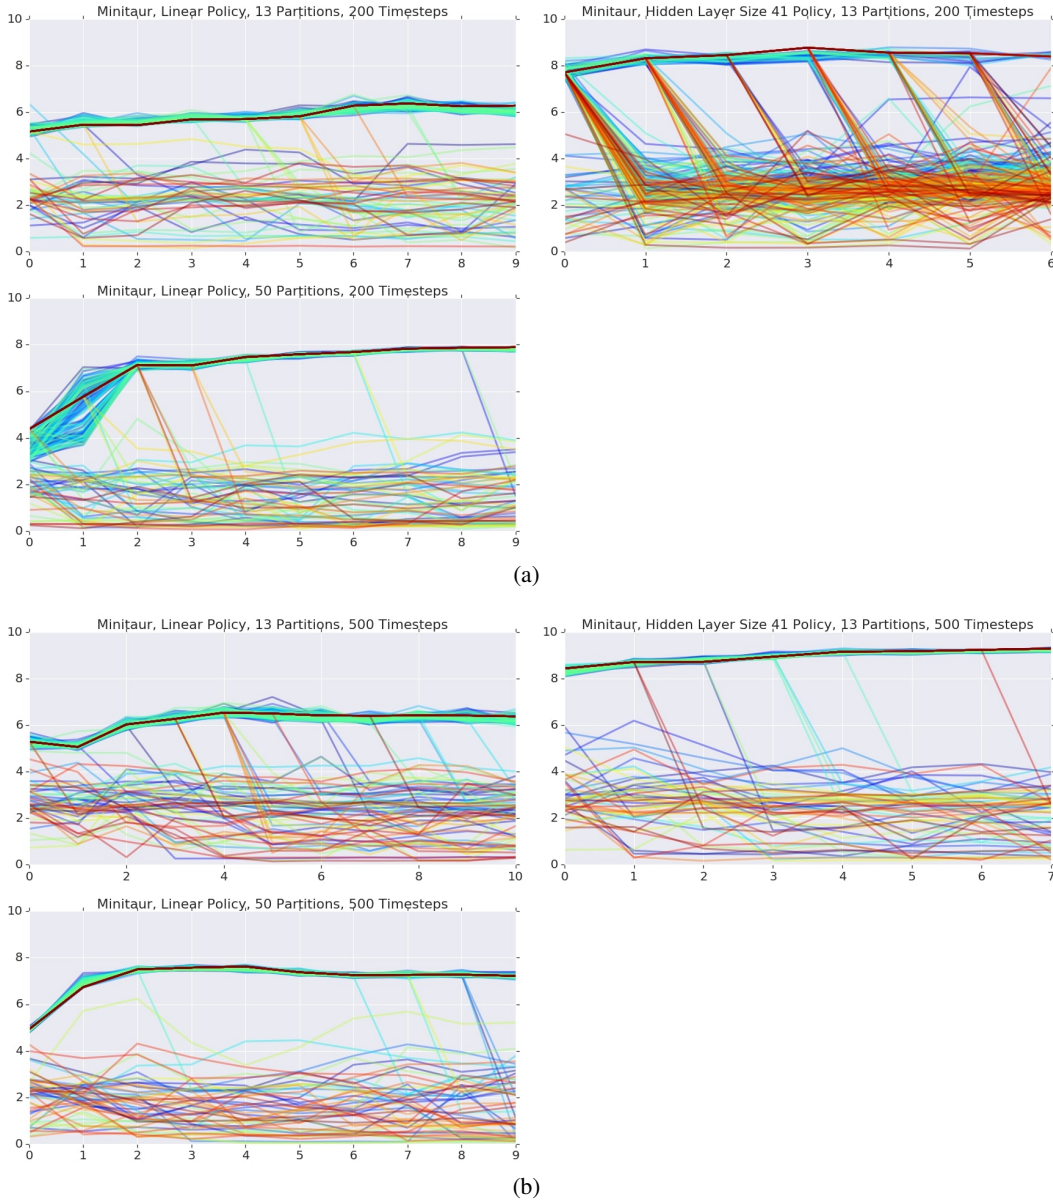 Minitaur, Linear Policy, 13 Partitions, 200 Timesteps
10
8
6
4
2
0
0 1 2 3 4 5 6 7 8 9
Minitaur, Hidden Layer Size 41 Policy, 13 Partitions, 200 Timesteps
10
8
6
4
2
0
0 1 2 3 4 5 6
Minitaur, Linear Policy, 50 Partitions, 200 Timesteps
10
8
6
4
2
0
0 1 2 3 4 5 6 7 8 9
(a)
Minitaur, Linear Policy, 13 Partitions, 500 Timesteps
10
8
6
4
2
0
0 2 4 6 8 10
Minitaur, Hidden Layer Size 41 Policy, 13 Partitions, 500 Timesteps
10
8
6
4
2
0
0 1 2 3 4 5 6 7
Minitaur, Linear Policy, 50 Partitions, 500 Timesteps
10
8
6
4
2
0
0 1 2 3 4 5 6 7 8 9
(b)